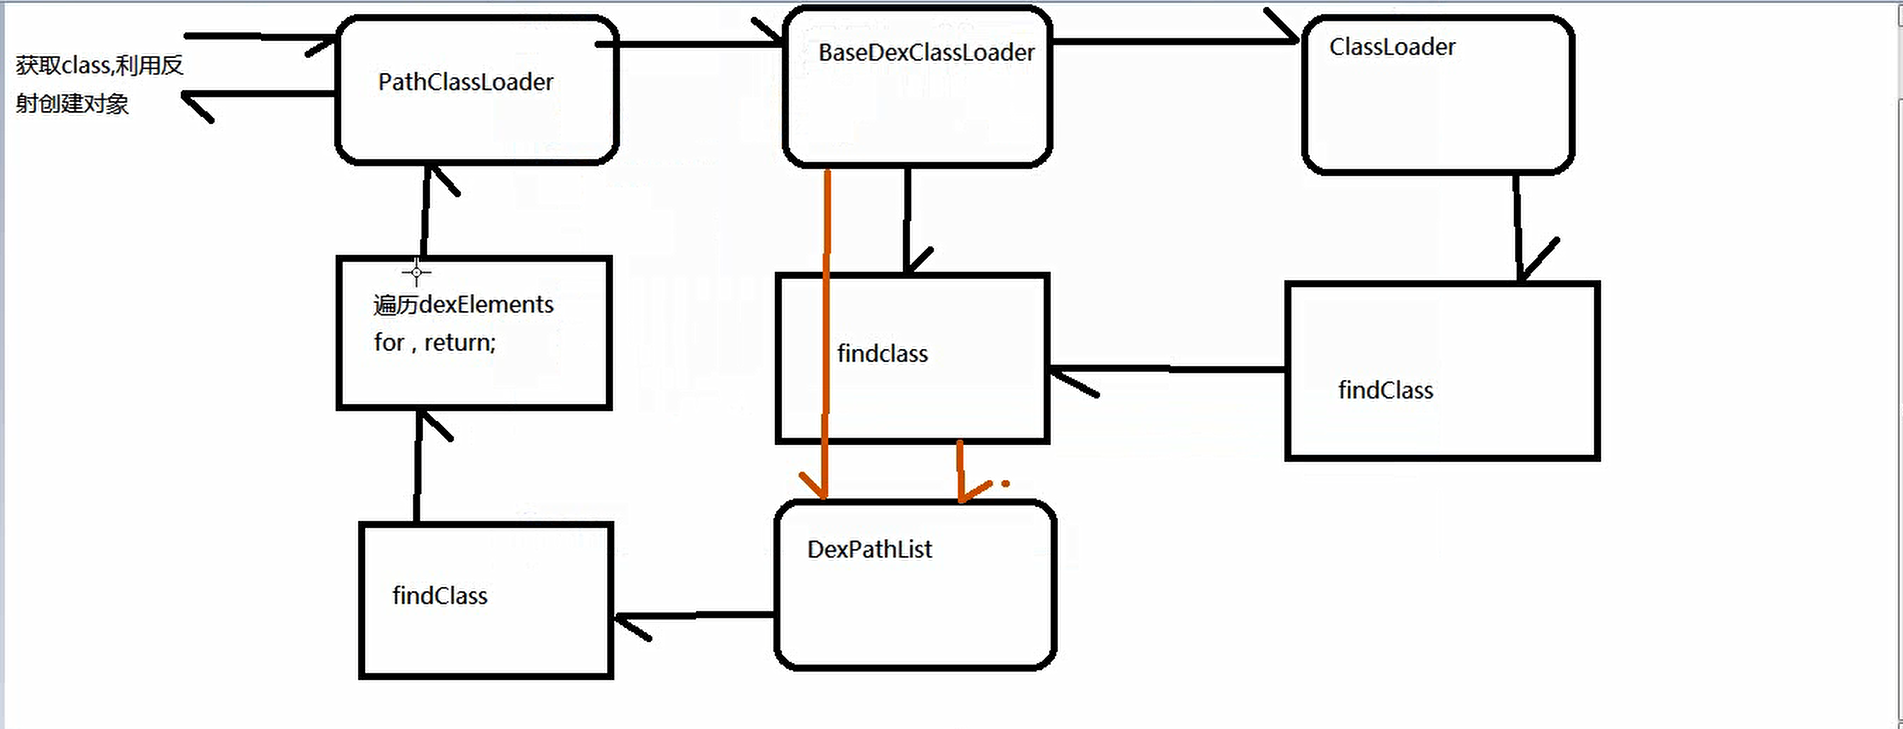 获取class,利用反
射创建对象
PathClassLoader
BaseDexClassLoader
ClassLoader
遍历dexElements
for , return;
findclass
findClass
findClass
DexPathList